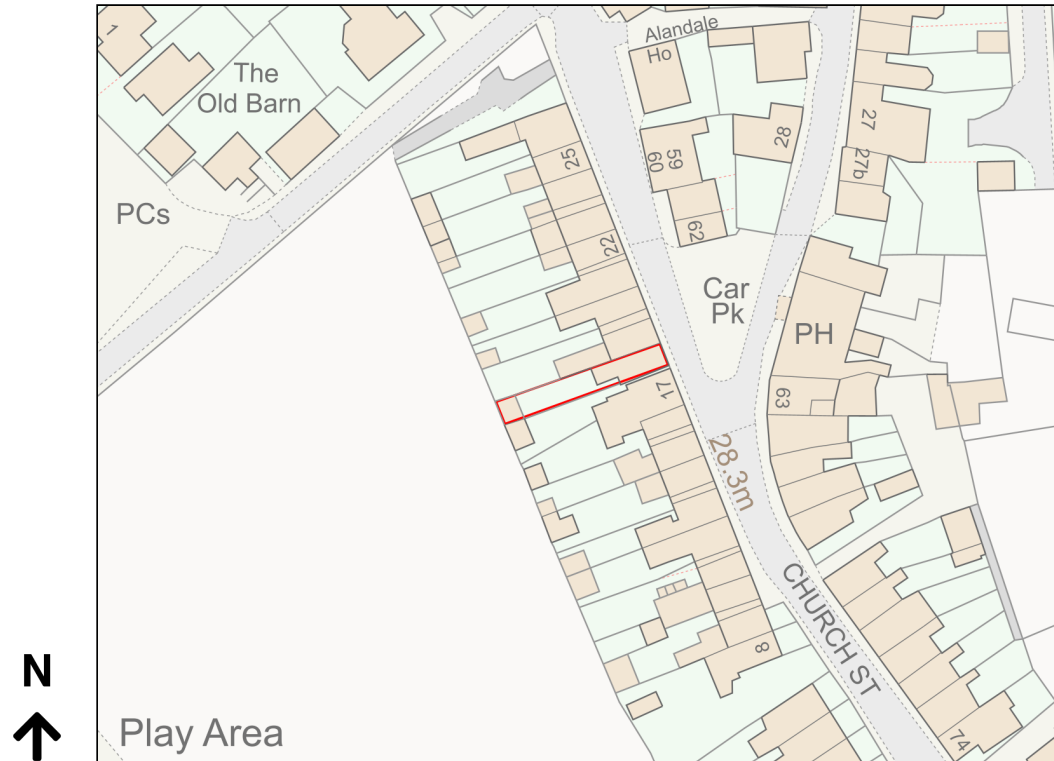 Alandale
Ho
1
The
Old Barn
PCs
25
22
59
60
28
27
27b
62
Car
Pk
PH
17
63
28.3m
CHURCH ST
8
74
N
Play Area